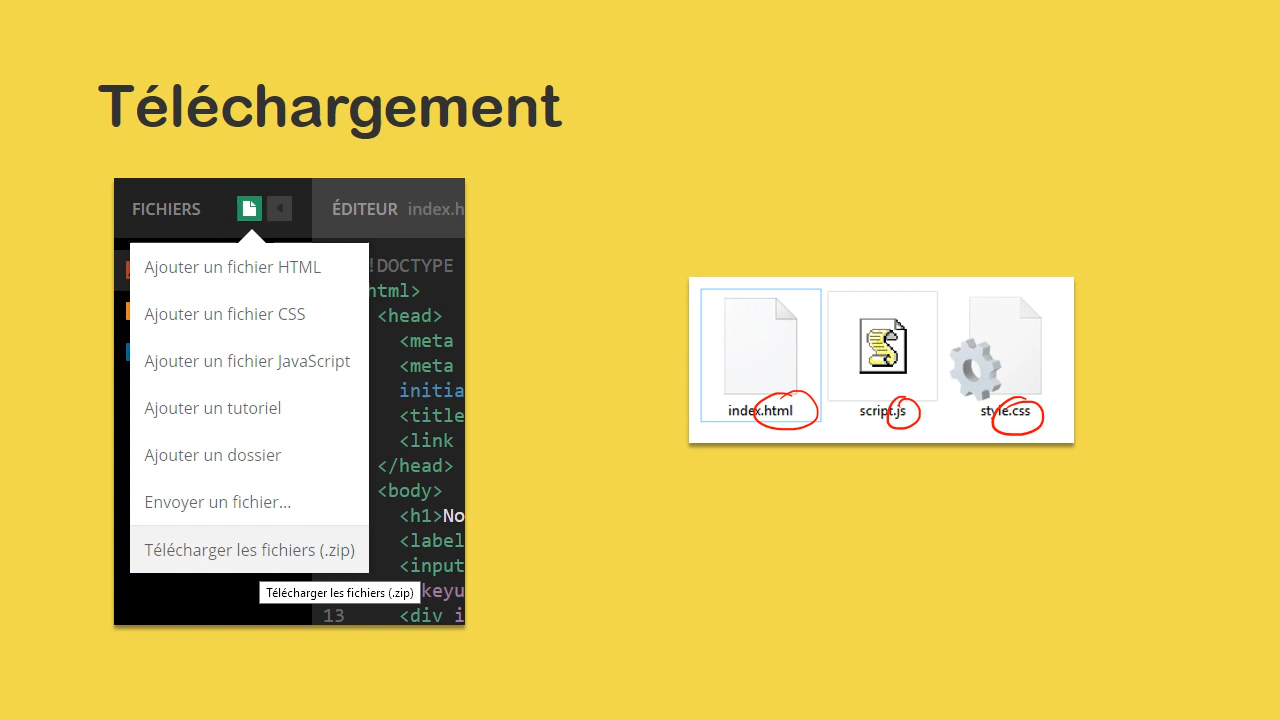 Téléchargement
FICHIERS
ÉDITEUR index.h
Ajouter un fichier HTML
Ajouter un fichier CSS
Ajouter un fichier JavaScript
Ajouter un tutoriel
Ajouter un dossier
Envoyer un fichier...
Télécharger les fichiers (.zip)
Télécharger les fichiers (.zip)
!DOCTYPE
html>
<head>
<meta
<meta
initia
<title
<link
</head>
<body>
<h1>No
<label
<input
keyu
13 <div i
index.html
script.js
style.css